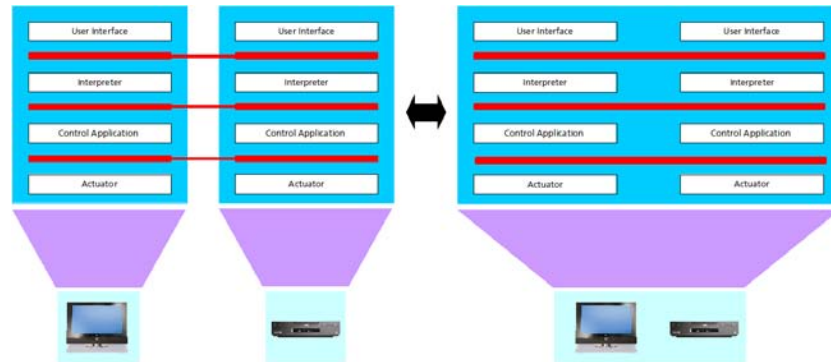 User Interface
Interpreter
Control Application
Actuator
User Interface
Interpreter
Control Application
Actuator
User Interface
User Interface
Interpreter
Interpreter
Control Application
Control Application
Actuator
Actuator